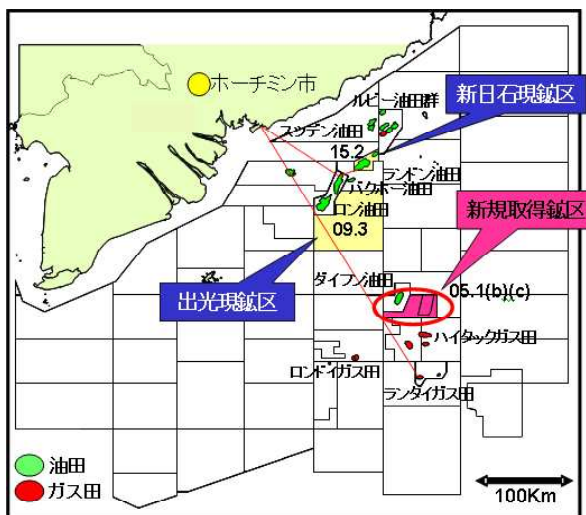 ホーチミン市
ルビー油田群
新日石現鉱区
スッデン油田
15.2
ランドン油田
バクホー油田
ロン油田
09.3
新規取得鉱区
ダイフン油田
05.1(b)(c)
出光現鉱区
ハイタックガス田
ロンドイガス田
ランタイガス田
油田
ガス田
100Km